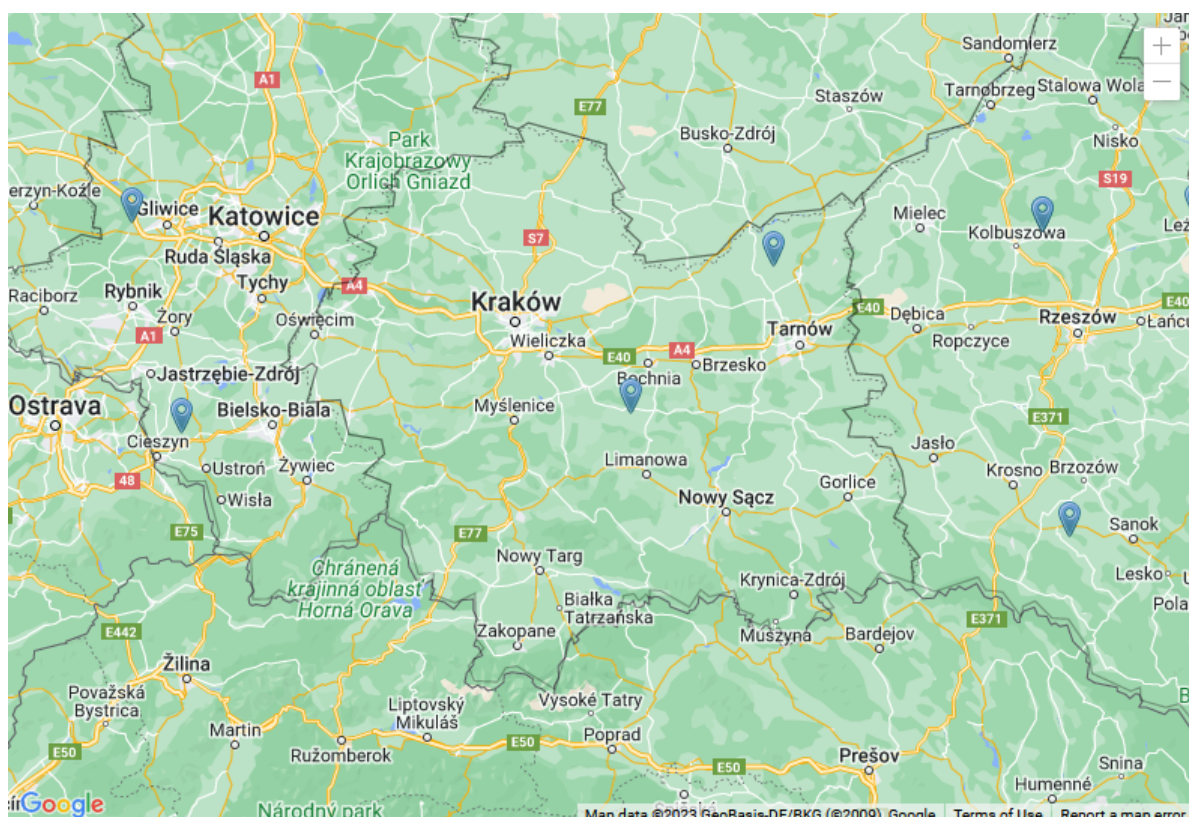 Sandomierz
A1
Tarnobrzeg
Stalowa Wola
E77
Staszów
Park
Krajobrazowy
Orlich Gniazd
Busko-Zdrój
Nisko
S19
Gliwice
Katowice
Mielec
Kolbuszowa
Ruda Śląska
S7
Tychy
A4
Raciborz
Rybnik
Kraków
E40
E40
Żory
Oświęcim
Dębica
Rzeszów
A1
Wieliczka
Tarnów
Ropczyce
E40
A4
Bochnia
Brzesko
Jastrzębie-Zdrój
Ostrava
Bielsko-Biala
Myślenice
E371
Cieszyn
Jasło
Ustroń
Żywiec
Limanowa
Krosno
Brzozów
48
Gorlice
Wisła
Nowy Sącz
E75
E77
Sanok
Nowy Targ
Chránená
krajinná oblasť
Horná Orava
Krynica-Zdrój
Lesko
Białka
Tatrzańska
E442
Zakopane
Muszyna
Bardejov
E371
Žilina
Považská
Bystrica
Liptovský
Mikuláš
Vysoké Tatry
Martin
E50
Ružomberok
E50
Poprad
E50
Prešov
Snina
Humenné
Google
Národný park
Map data ©2023 GeoBasis-DE/BKG (©2009), Google
Terms of Use
Report a map error